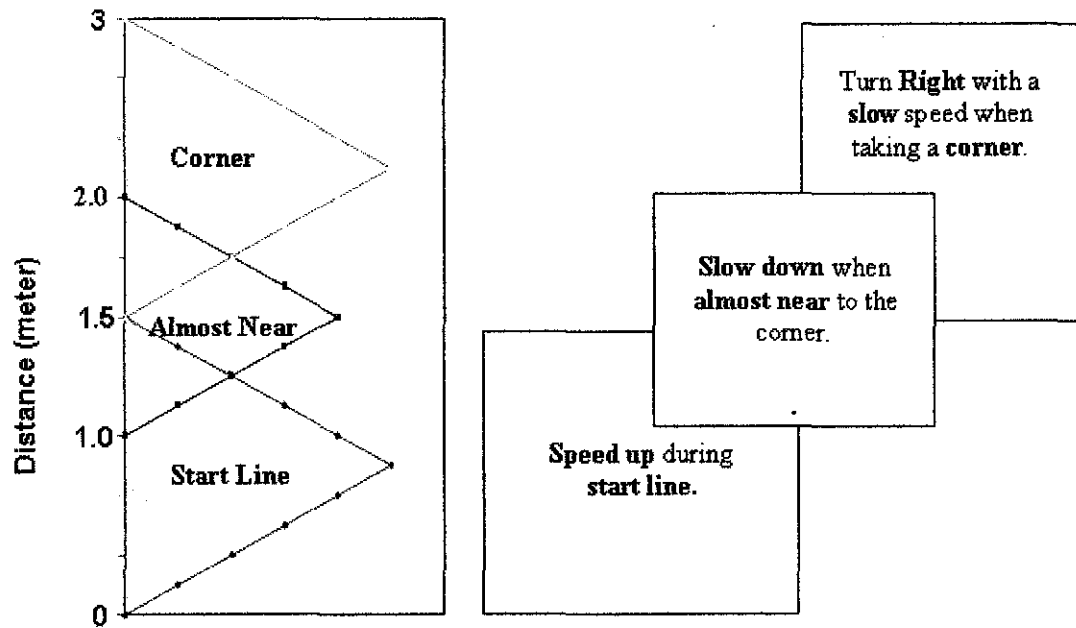 3
Corner
2.0
1.5
Almost Near
1.0
Start Line
0
Distance (meter)
Turn Right with a
slow speed when
taking a corner.
Slow down when
almost near to the
corner.
Speed up during
start line.